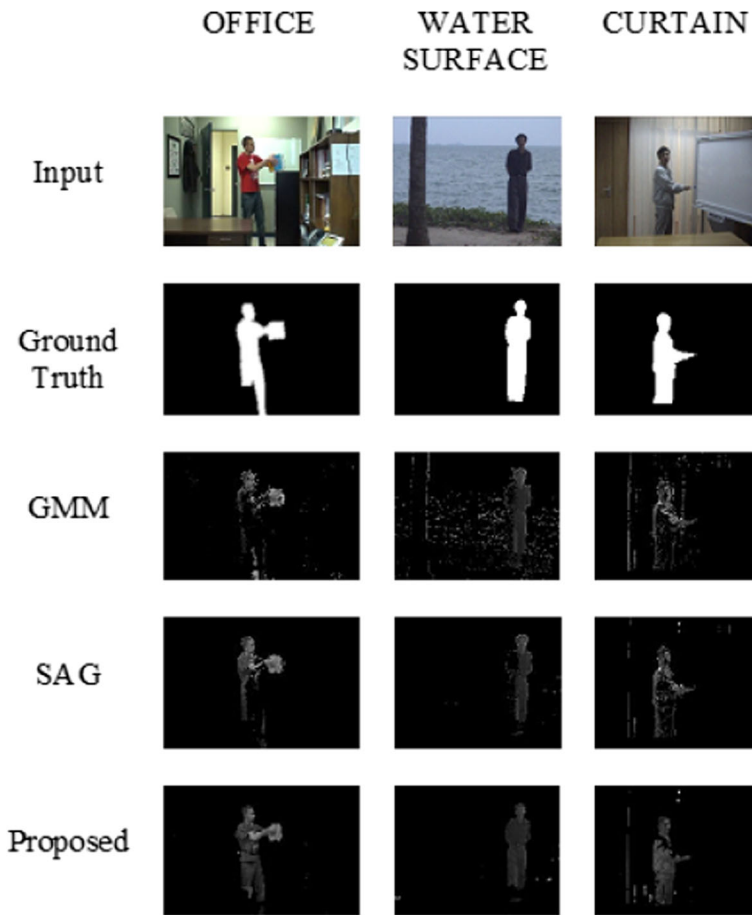 OFFICE
WATER
SURFACE
CURTAIN
Input
Ground
Truth
GMM
SAG
Proposed